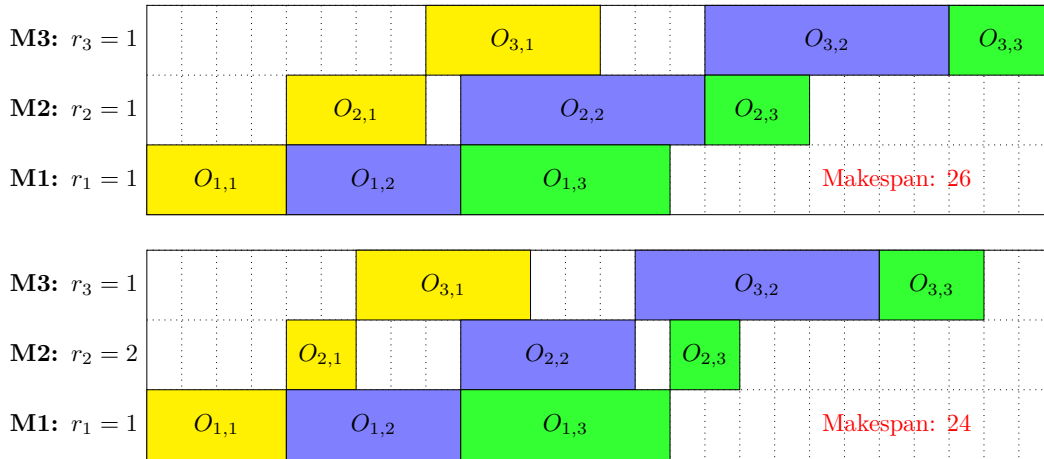 M3: r₃ = 1 O₃,₁ O₃,₂ O₃,₃
M2: r₂ = 1 O₂,₁ O₂,₂ O₂,₃
M1: r₁ = 1 O₁,₁ O₁,₂ O₁,₃ Makespan: 26
M3: r₃ = 1 O₃,₁ O₃,₂ O₃,₃
M2: r₂ = 2 O₂,₁ O₂,₂ O₂,₃
M1: r₁ = 1 O₁,₁ O₁,₂ O₁,₃ Makespan: 24